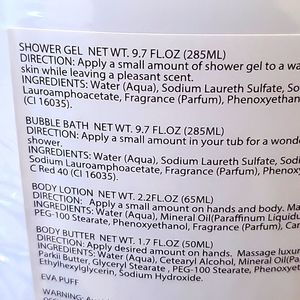 SHOWER GEL NET WT. 9.7 FL.OZ (285ML)
DIRECTION: Apply a small amount of shower gel to a wa
skin while leaving a pleasant scent.
INGREDIENTS: Water (Aqua), Sodium Laureth Sulfate, Sod
Lauroamphoacetate, Fragrance (Parfum), Phenoxyethano
(CI 16035).
BUBBLE BATH NET WT. 9.7 FL.OZ (285ML)
DIRECTION: Apply a small amount in your tub for a wonde
shower.
INGREDIENTS: Water (Aqua), Sodium Laureth Sulfate, So
Sodium Lauroamphoacetate, Fragrance (Parfum), Phenox
C Red 40 (CI 16035).
BODY LOTION NET WT. 2.2FL.OZ (65ML)
DIRECTION: Apply a small amount on hands and body. Ma
INGREDIENTS: Water (Aqua), Mineral Oil(Paraffinum Liquid
PEG-100 Stearate, Phenoxyethanol, Fragrance (Parfum), Ca
BODY BUTTER NET WT. 1.7 FL.OZ (50ML)
DIRECTION: Apply desired amount on hands. Massage luxur
INGREDIENTS: Water (Aqua), Cetearyl Alcohol, Mineral Oil(Pa
Parkii Butter, Glyceryl Stearate , PEG-100 Stearate, Phenoxyet
Ethylhexylglycerin, Sodium Hydroxide.
EVA PUFF
WARNING: